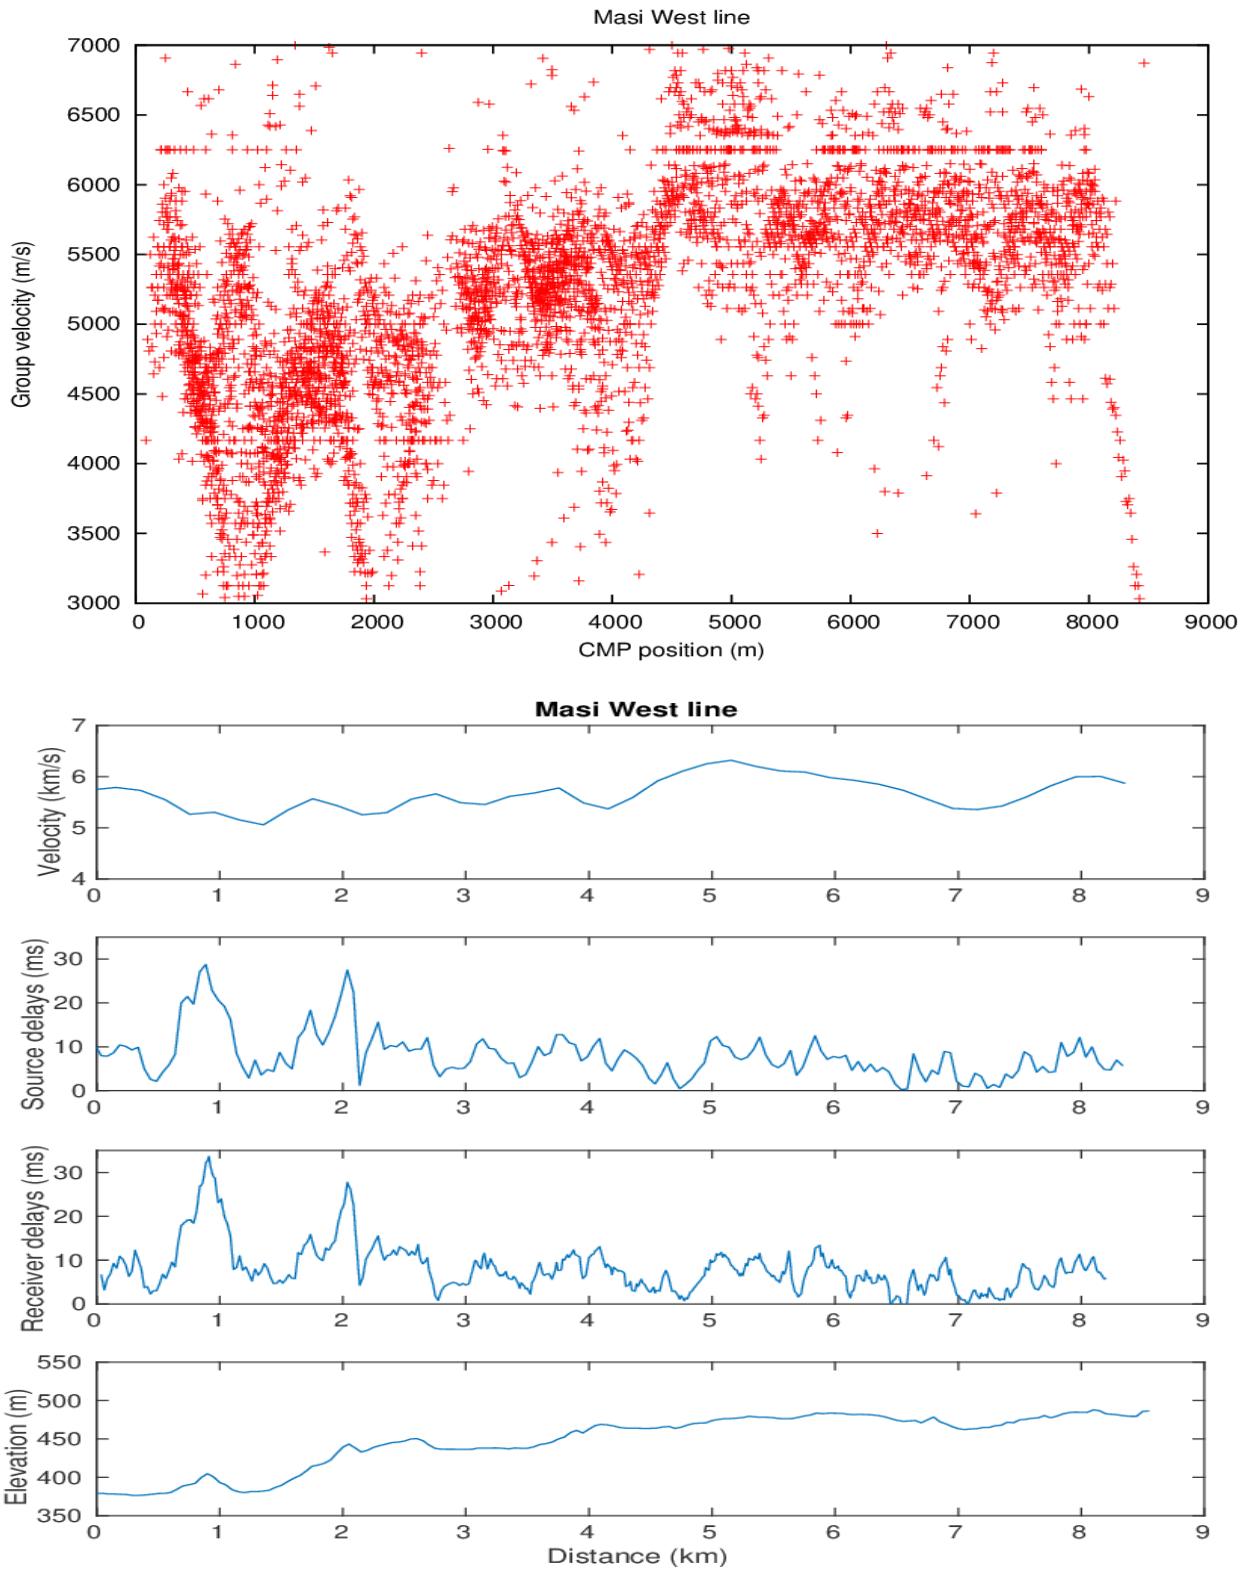 Masi West line
7000
6500
6000
5500
5000
4500
4000
3500
3000
Group velocity (m/s)
0 1000 2000 3000 4000 5000 6000 7000 8000 9000
CMP position (m)
Masi West line
7
6
5
4
Velocity (km/s)
0 1 2 3 4 5 6 7 8 9
30
20
10
0
Source delays (ms)
0 1 2 3 4 5 6 7 8 9
30
20
10
0
Receiver delays (ms)
0 1 2 3 4 5 6 7 8 9
550
500
450
400
350
Elevation (m)
0 1 2 3 4 5 6 7 8 9
Distance (km)